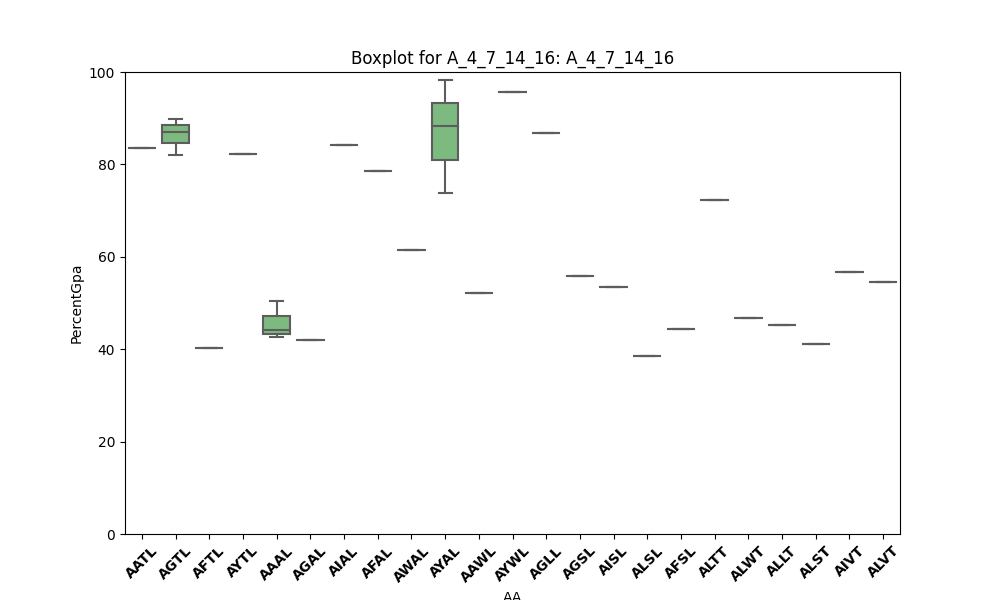 Boxplot for A_4_7_14_16: A_4_7_14_16
100
80
60
40
20
0
PercentGpa
AATL AGTL AFTL AYTL AAAL AGAL AIAL AFAL AWAL AYAL AAWL AYWL AGLL AGSL AISL ALSL AFSL ALTT ALWT ALLT ALST AIVT ALVT
AA